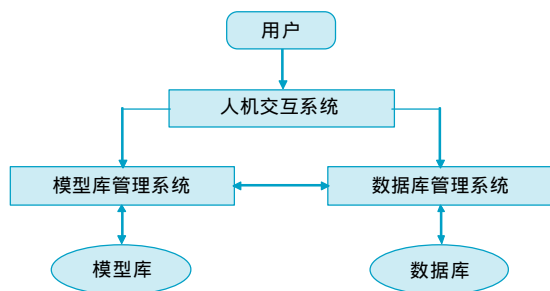 用户
人机交互系统
模型库管理系统
数据库管理系统
模型库
数据库